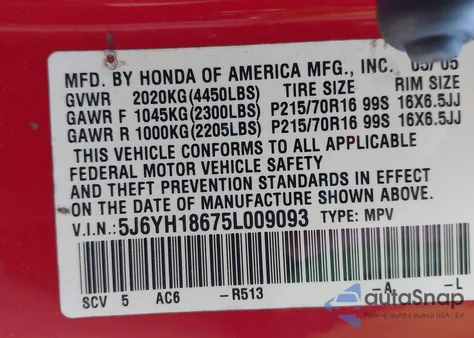 MFD. BY HONDA OF AMERICA MFG., INC. 05/05
GVWR 2020KG(4450LBS) TIRE SIZE RIM SIZE
GAWR F 1045KG(2300LBS) P215/70R16 99S 16X6.5JJ
GAWR R 1000KG(2205LBS) P215/70R16 99S 16X6.5JJ
THIS VEHICLE CONFORMS TO ALL APPLICABLE
FEDERAL MOTOR VEHICLE SAFETY
AND THEFT PREVENTION STANDARDS IN EFFECT
ON THE DATE OF MANUFACTURE SHOWN ABOVE.
V.I.N.: 5J6YH18675L009093 TYPE: MPV
SCV 5 AC6 -R513 -A -L
autoSnap